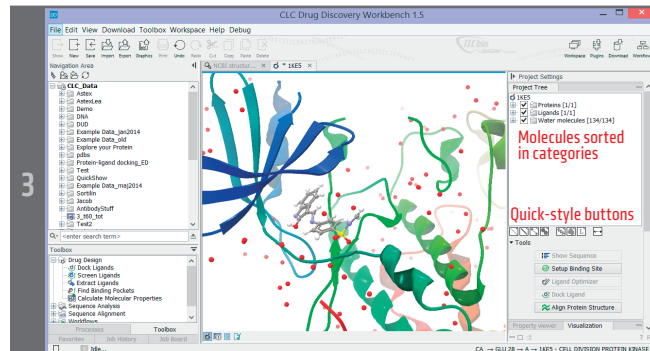 CLC Drug Discovery Workbench 1.5
File Edit View Download Toolbox Workspace Help Debug
Show New Save Import Export Graphics Print Undo Redo Cut Copy Paste Delete
CLC bio
Workspace Plugins Download Workflows
Navigation Area
CLC_Data
Astex
AstexLea
Demo
DNA
DUD
Example Data_jan2014
Example Data_old
Explore your Protein
pdbs
Protein-ligand docking_ED
Test
QuickShow
Example Data_maj2014
Sortilin
Jacob
AntibodyStuff
3_t60_tot
Test2
<enter search term>
Toolbox
Drug Design
Dock Ligands
Screen Ligands
Extract Ligands
Find Binding Pockets
Calculate Molecular Properties
Sequence Analysis
Sequence Alignment
Workflows
Processes Toolbox
Favorites Job History Job Board
Idle...
NCBI structur... * 1KE5
Project Settings
Project Tree
1KE5
Proteins [1/1]
Ligands [1/1]
Water molecules [134/134]
Molecules sorted
in categories
Quick-style buttons
Tools
Show Sequence
Setup Binding Site
Ligand Optimizer
Dock Ligand
Align Protein Structure
Property viewer Visualization
CA → GLU 28 → A → 1KE5 - CELL DIVISION PROTEIN KINASE
3